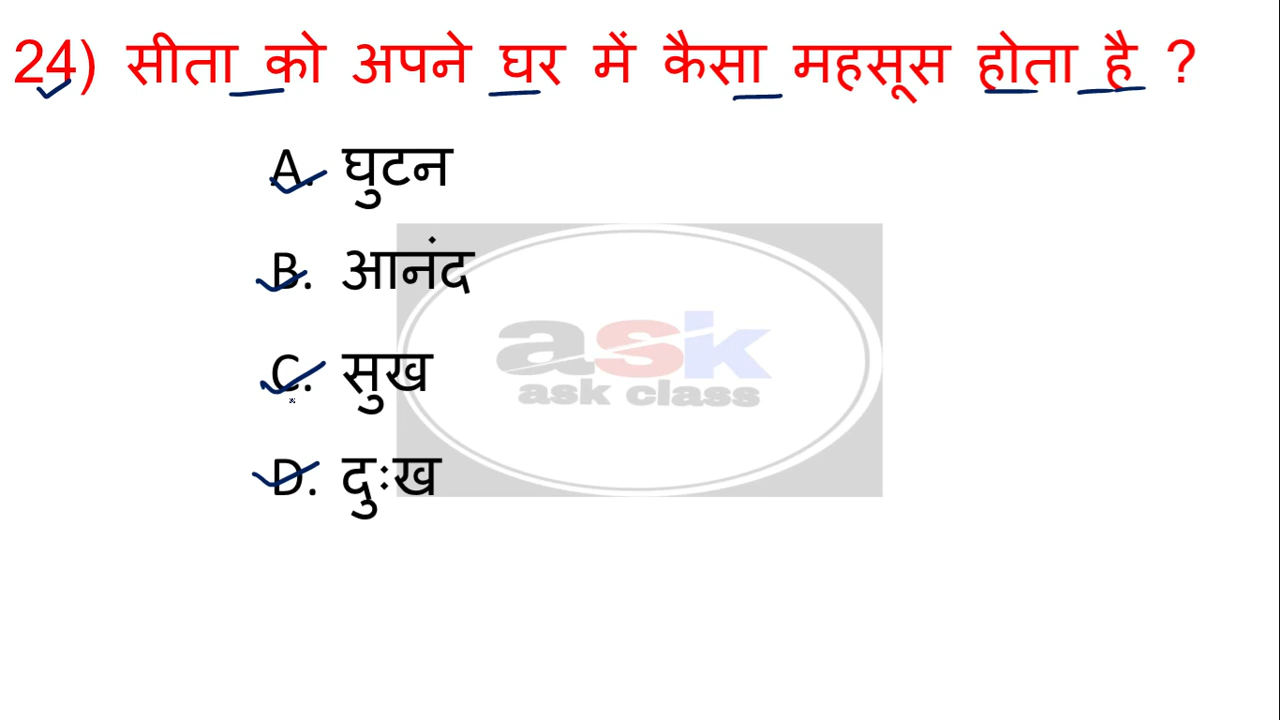 24) सीता को अपने घर में कैसा महसूस होता है ?
A. घुटन
B. आनंद
C. सुख
D. दुःख
ask
ask class